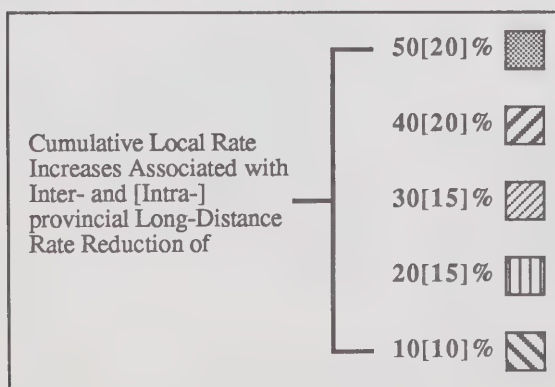 Cumulative Local Rate
Increases Associated with
Inter- and [Intra-]
provincial Long-Distance
Rate Reduction of
50[20]%
40[20]%
30[15]%
20[15]%
10[10]%